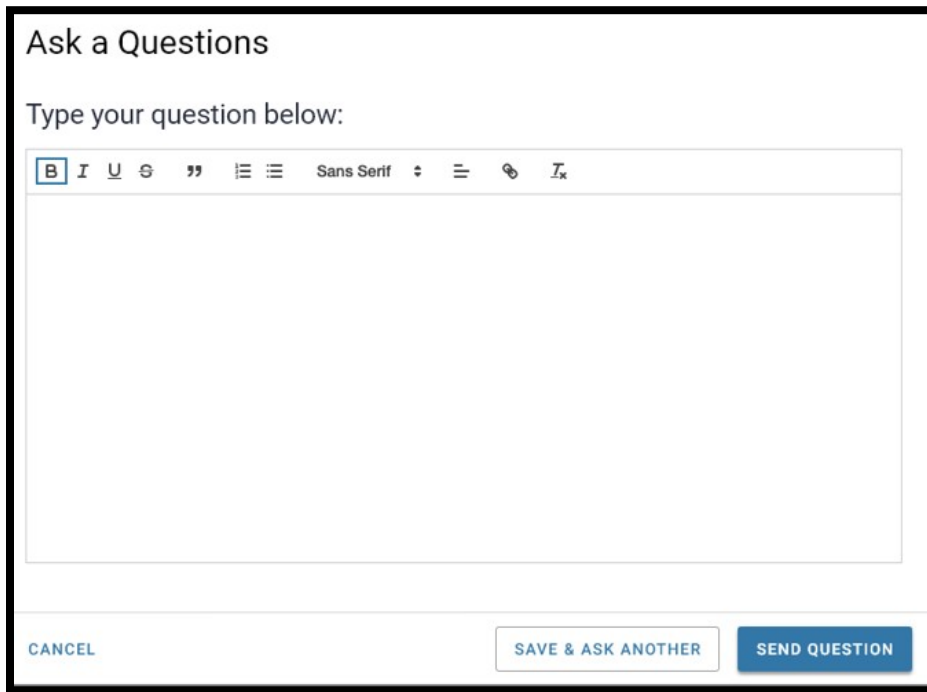 Ask a Questions
Type your question below:
B I U S Sans Serif
CANCEL SAVE & ASK ANOTHER SEND QUESTION